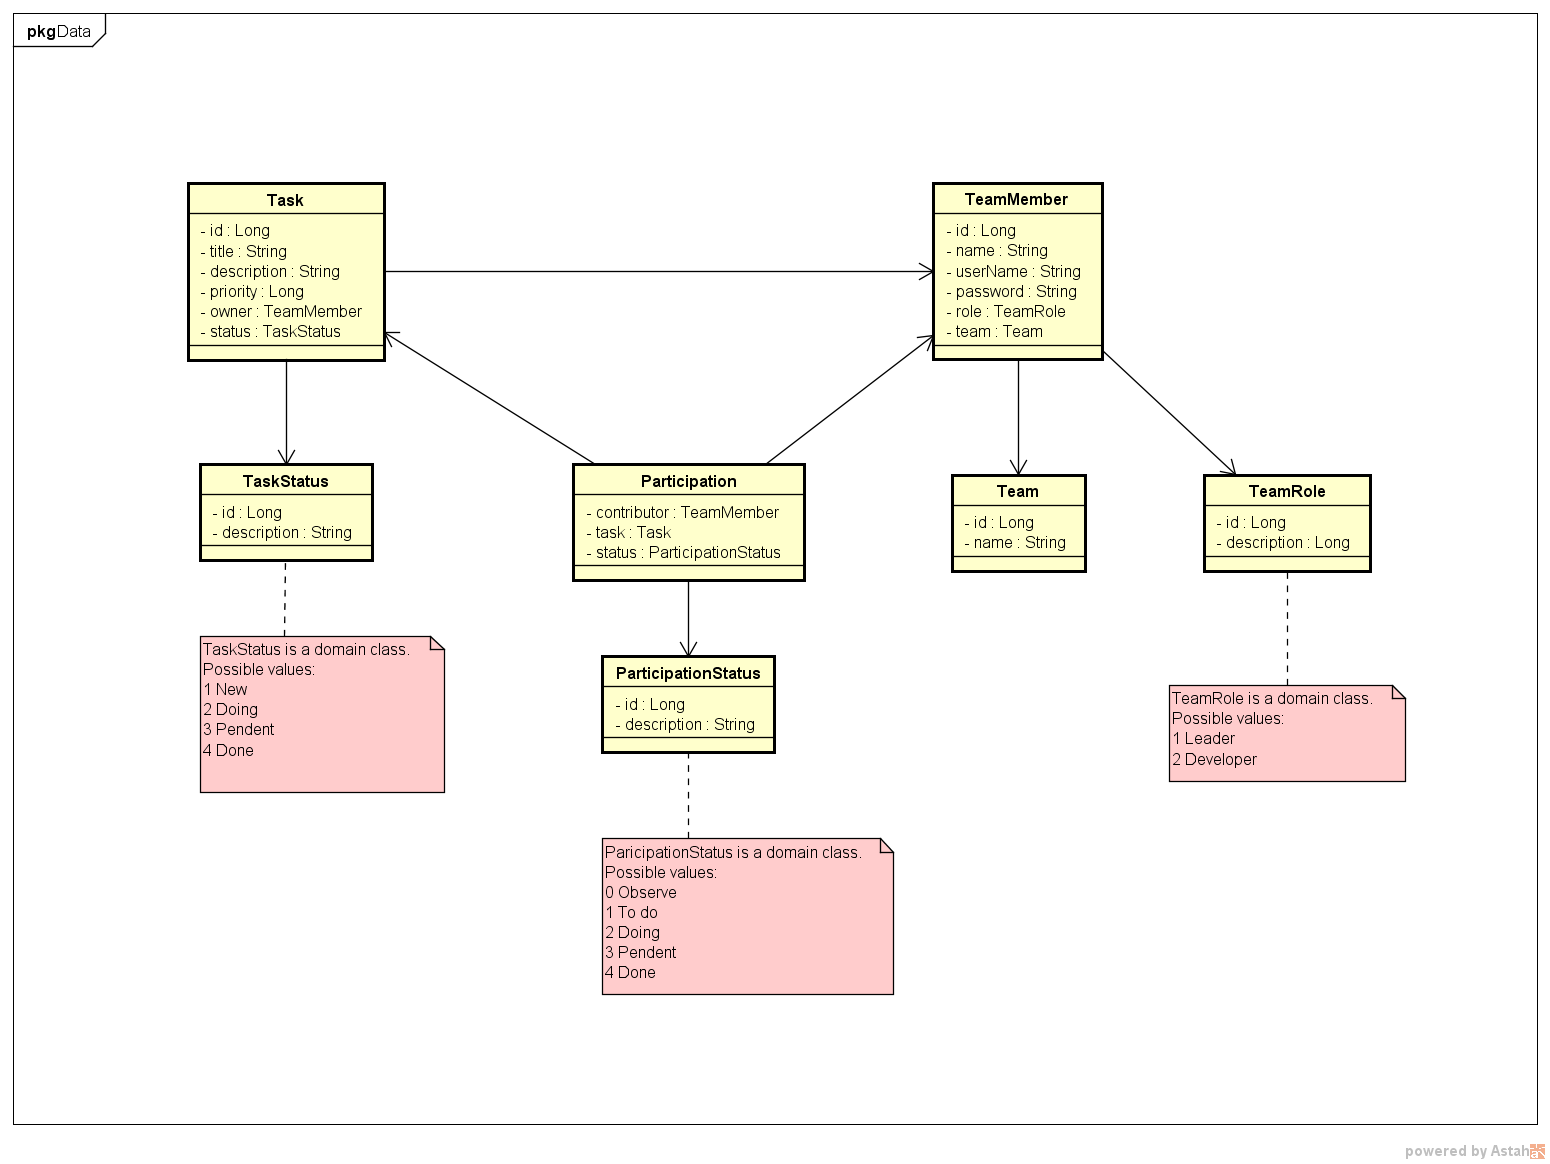 pkgData
Task
- id : Long
- title : String
- description : String
- priority : Long
- owner : TeamMember
- status : TaskStatus
TeamMember
- id : Long
- name : String
- userName : String
- password : String
- role : TeamRole
- team : Team
TaskStatus
- id : Long
- description : String
Participation
- contributor : TeamMember
- task : Task
- status : ParticipationStatus
Team
- id : Long
- name : String
TeamRole
- id : Long
- description : Long
TaskStatus is a domain class.
Possible values:
1 New
2 Doing
3 Pendent
4 Done
ParticipationStatus
- id : Long
- description : String
TeamRole is a domain class.
Possible values:
1 Leader
2 Developer
ParicipationStatus is a domain class.
Possible values:
0 Observe
1 To do
2 Doing
3 Pendent
4 Done
powered by Astah